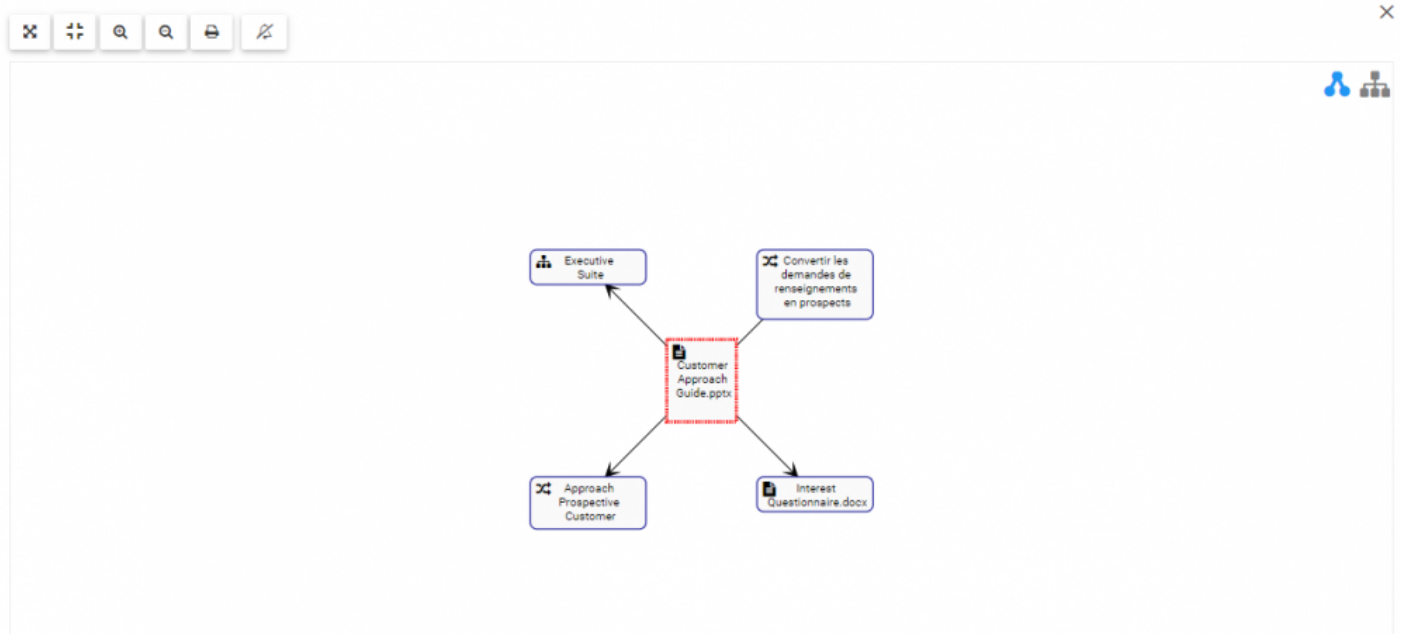 Executive
Suite
Convertir les
demandes de
renseignements
en prospects
Customer
Approach
Guide.pptx
Approach
Prospective
Customer
Interest
Questionnaire.docx